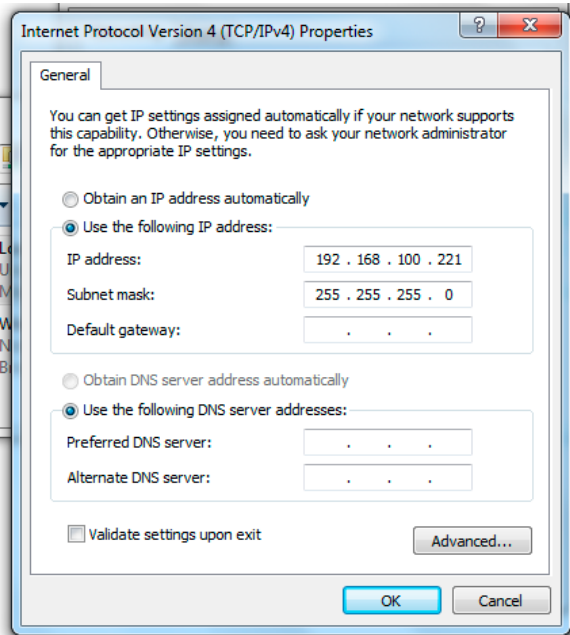 Internet Protocol Version 4 (TCP/IPv4) Properties
?
X
General
You can get IP settings assigned automatically if your network supports
this capability. Otherwise, you need to ask your network administrator
for the appropriate IP settings.
Obtain an IP address automatically
Use the following IP address:
IP address: 192 . 168 . 100 . 221
Subnet mask: 255 . 255 . 255 . 0
Default gateway: . . .
Obtain DNS server address automatically
Use the following DNS server addresses:
Preferred DNS server: . . .
Alternate DNS server: . . .
Validate settings upon exit
Advanced...
OK Cancel